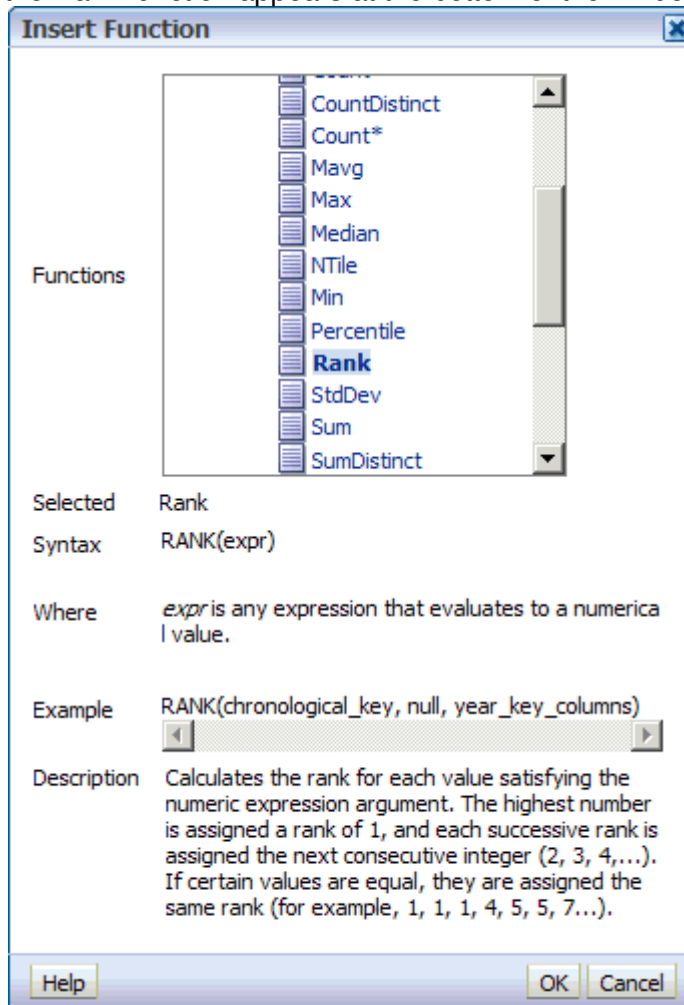 Insert Function
CountDistinct
Count*
Mavg
Max
Median
NTile
Functions
Min
Percentile
Rank
StdDev
Sum
SumDistinct
Selected Rank
Syntax RANK(expr)
Where expr is any expression that evaluates to a numerica
l value.
Example RANK(chronological_key, null, year_key_columns)
Description Calculates the rank for each value satisfying the
numeric expression argument. The highest number
is assigned a rank of 1, and each successive rank is
assigned the next consecutive integer (2, 3, 4,...).
If certain values are equal, they are assigned the
same rank (for example, 1, 1, 1, 4, 5, 5, 7...).
Help OK Cancel